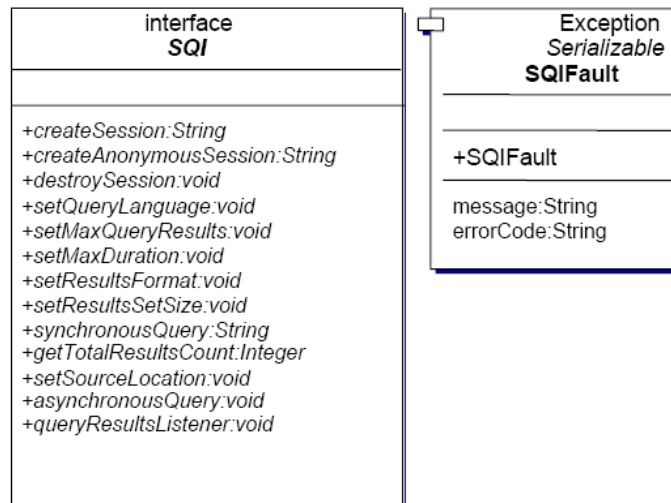 interface
SQI
+createSession:String
+createAnonymousSession:String
+destroySession:void
+setQueryLanguage:void
+setMaxQueryResults:void
+setMaxDuration:void
+setResultsFormat:void
+setResultsSetSize:void
+synchronousQuery:String
+getTotalResultsCount:Integer
+setSourceLocation:void
+asynchronousQuery:void
+queryResultsListener:void
Exception
Serializable
SQIFault
+SQIFault
message:String
errorCode:String